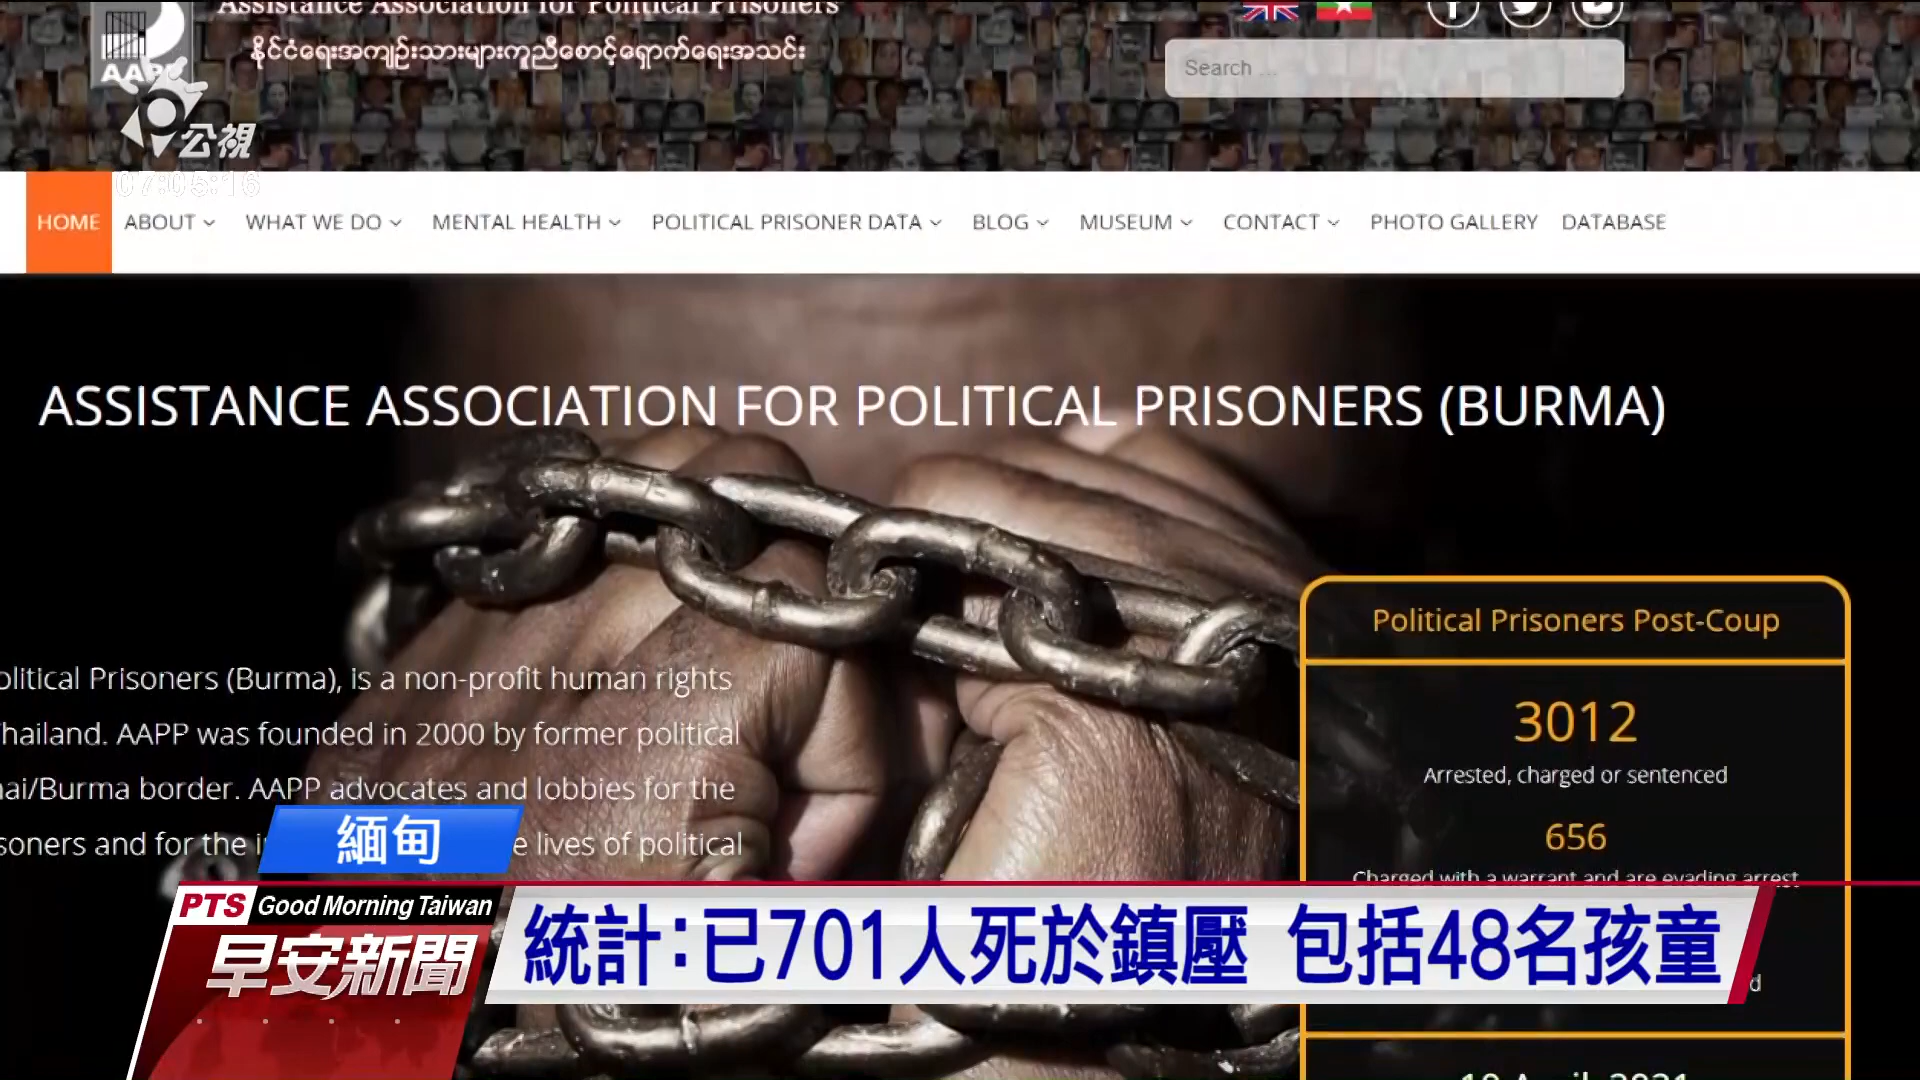 Assistance Association for Political Prisoners
နိုင်ငံရေးအကျဉ်းသားများကူညီစောင့်ရှောက်ရေးအသင်း
AAPP
Search ...
公視
07:05:16
HOME ABOUT WHAT WE DO MENTAL HEALTH POLITICAL PRISONER DATA BLOG MUSEUM CONTACT PHOTO GALLERY DATABASE
ASSISTANCE ASSOCIATION FOR POLITICAL PRISONERS (BURMA)
olitical Prisoners (Burma), is a non-profit human rights
hailand. AAPP was founded in 2000 by former political
ai/Burma border. AAPP advocates and lobbies for the
soners and for the i e lives of political
Political Prisoners Post-Coup
3012
Arrested, charged or sentenced
656
Charged with a warrant and are evading arrest
緬甸
PTS Good Morning Taiwan
早安新聞
統計:已701人死於鎮壓 包括48名孩童
d